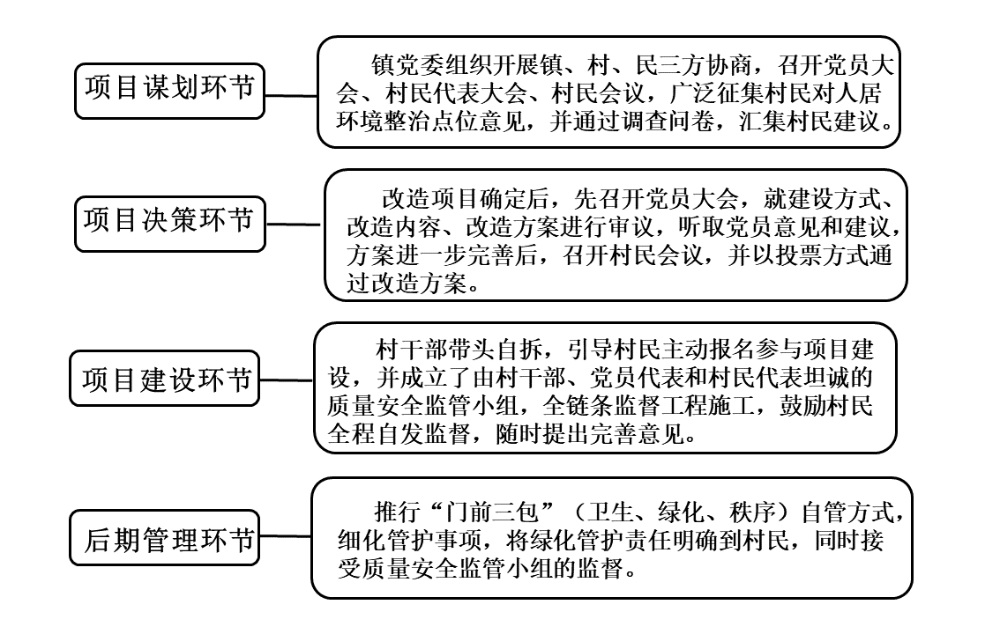 项目谋划环节
镇党委组织开展镇、村、民三方协商，召开党员大
会、村民代表大会、村民会议，广泛征集村民对人居
环境整治点位意见，并通过调查问卷，汇集村民建议。
项目决策环节
改造项目确定后，先召开党员大会，就建设方式、
改造内容、改造方案进行审议，听取党员意见和建议，
方案进一步完善后，召开村民会议，并以投票方式通
过改造方案。
项目建设环节
村干部带头自拆，引导村民主动报名参与项目建
设，并成立了由村干部、党员代表和村民代表坦诚的
质量安全监管小组，全链条监督工程施工，鼓励村民
全程自发监督，随时提出完善意见。
后期管理环节
推行“门前三包”（卫生、绿化、秩序）自管方式，
细化管护事项，将绿化管护责任明确到村民，同时接
受质量安全监管小组的监督。